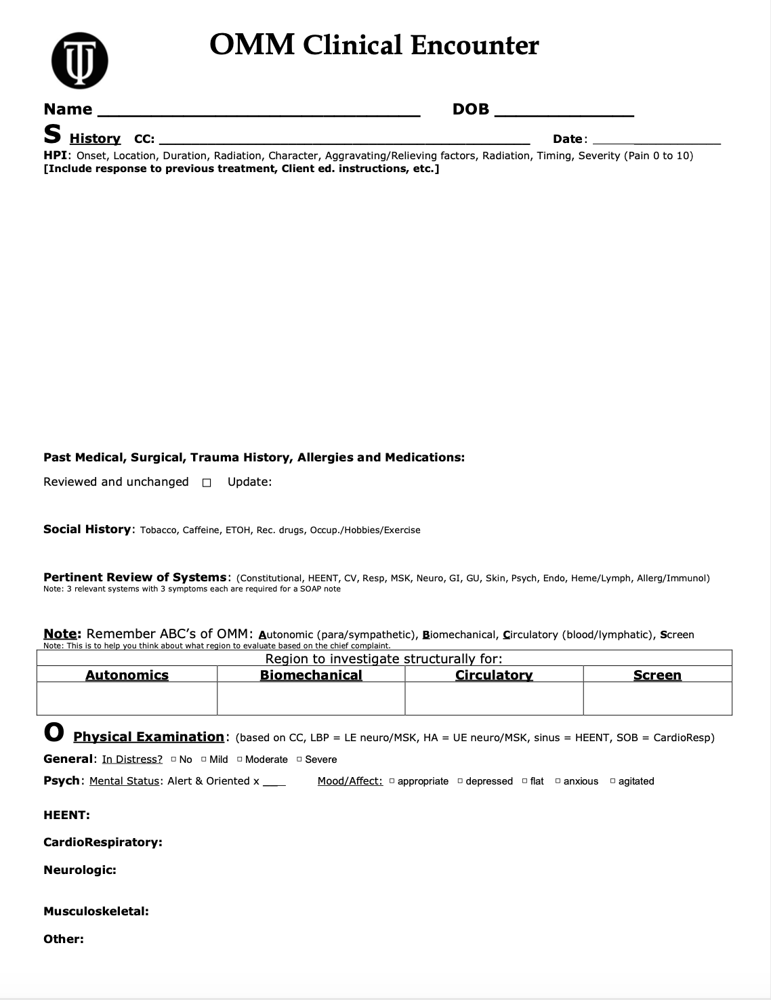 OMM Clinical Encounter
Name ______________________________ DOB _____________
S History CC: ______________________________________________ Date: _____________________
HPI: Onset, Location, Duration, Radiation, Character, Aggravating/Relieving factors, Radiation, Timing, Severity (Pain 0 to 10)
[Include response to previous treatment, Client ed. instructions, etc.]
Past Medical, Surgical, Trauma History, Allergies and Medications:
Reviewed and unchanged □ Update:
Social History: Tobacco, Caffeine, ETOH, Rec. drugs, Occup./Hobbies/Exercise
Pertinent Review of Systems: (Constitutional, HEENT, CV, Resp, MSK, Neuro, GI, GU, Skin, Psych, Endo, Heme/Lymph, Allerg/Immunol)
Note: 3 relevant systems with 3 symptoms each are required for a SOAP note
Note: Remember ABC’s of OMM: Autonomic (para/sympathetic), Biomechanical, Circulatory (blood/lymphatic), Screen
Note: This is to help you think about what region to evaluate based on the chief complaint.
Region to investigate structurally for:
Autonomics Biomechanical Circulatory Screen
O Physical Examination: (based on CC, LBP = LE neuro/MSK, HA = UE neuro/MSK, sinus = HEENT, SOB = CardioResp)
General: In Distress? □ No □ Mild □ Moderate □ Severe
Psych: Mental Status: Alert & Oriented x ____ Mood/Affect: □ appropriate □ depressed □ flat □ anxious □ agitated
HEENT:
CardioRespiratory:
Neurologic:
Musculoskeletal:
Other: